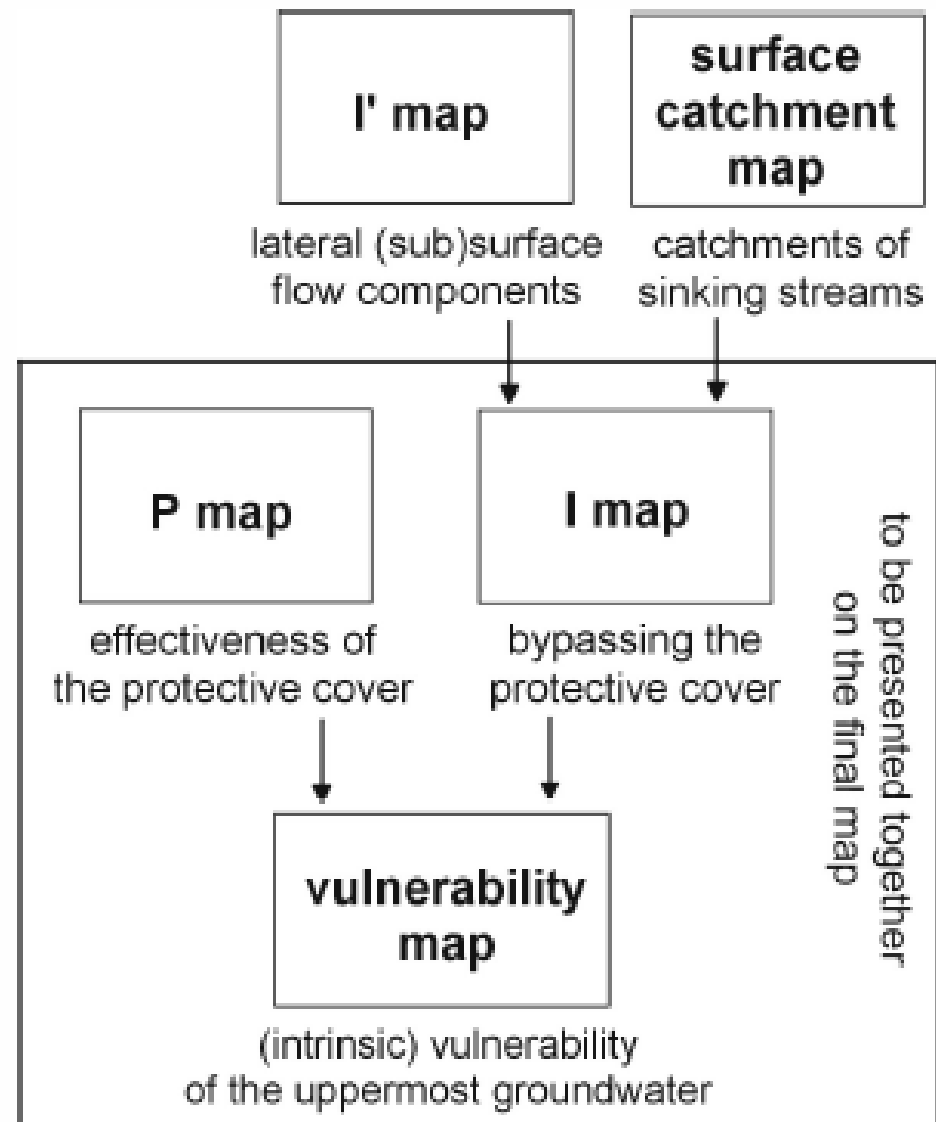 I' map
lateral (sub)surface
flow components
surface
catchment
map
catchments of
sinking streams
P map
effectiveness of
the protective cover
I map
bypassing the
protective cover
to be presented together
on the final map
vulnerability
map
(intrinsic) vulnerability
of the uppermost groundwater